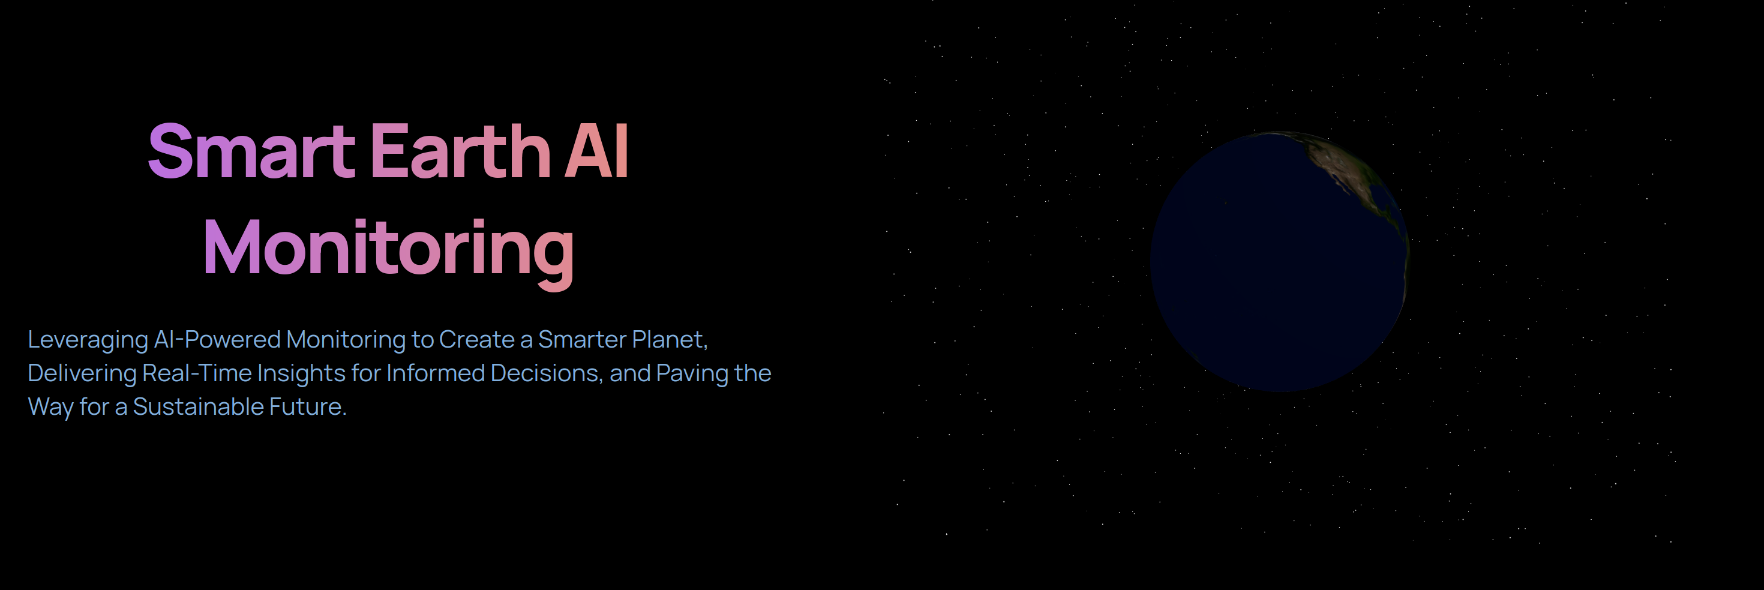 Smart Earth AI
Monitoring
Leveraging AI-Powered Monitoring to Create a Smarter Planet,
Delivering Real-Time Insights for Informed Decisions, and Paving the
Way for a Sustainable Future.